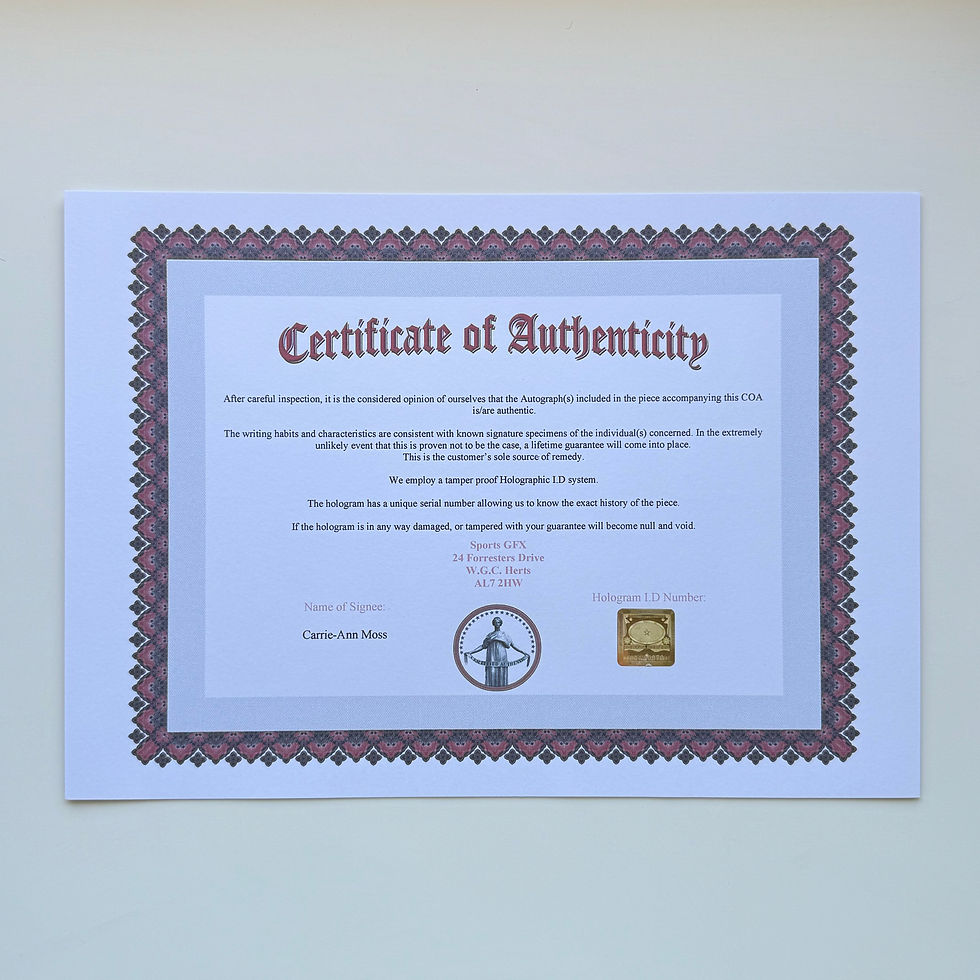 Certificate of Authenticity
After careful inspection, it is the considered opinion of ourselves that the Autograph(s) included in the piece accompanying this COA
is/are authentic.
The writing habits and characteristics are consistent with known signature specimens of the individual(s) concerned. In the extremely
unlikely event that this is proven not to be the case, a lifetime guarantee will come into place.
This is the customer's sole source of remedy.
We employ a tamper proof Holographic I.D system.
The hologram has a unique serial number allowing us to know the exact history of the piece.
If the hologram is in any way damaged, or tampered with your guarantee will become null and void.
Sports GFX
24 Forresters Drive
W.G.C. Herts
AL7 2HW
Name of Signee:
Carrie-Ann Moss
Hologram I.D Number: